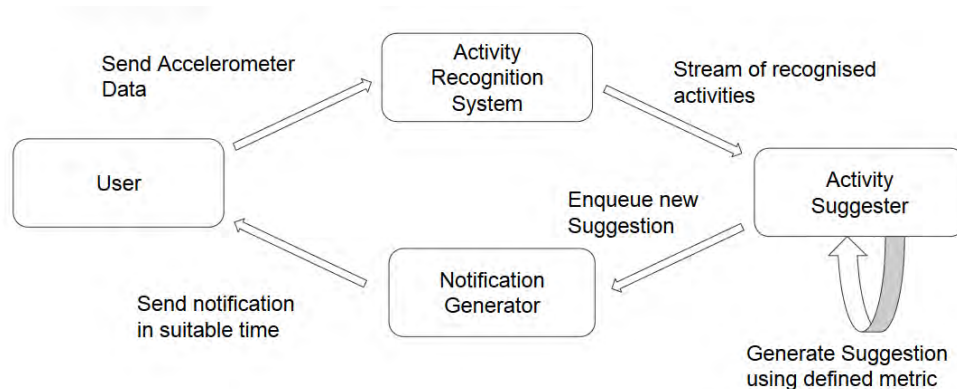 Send Accelerometer
Data
Activity
Recognition
System
Stream of recognised
activities
User
Activity
Suggester
Enqueue new
Suggestion
Notification
Generator
Send notification
in suitable time
Generate Suggestion
using defined metric